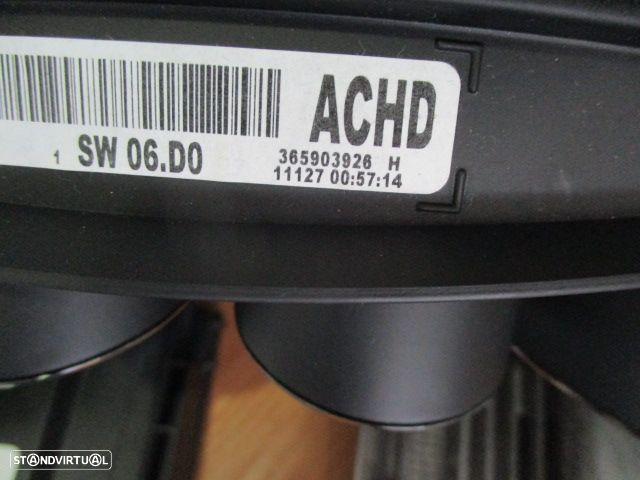 ACHD
1 SW 06.D0
365903926 H
11127 00:57:14
STANDVIRTUAL